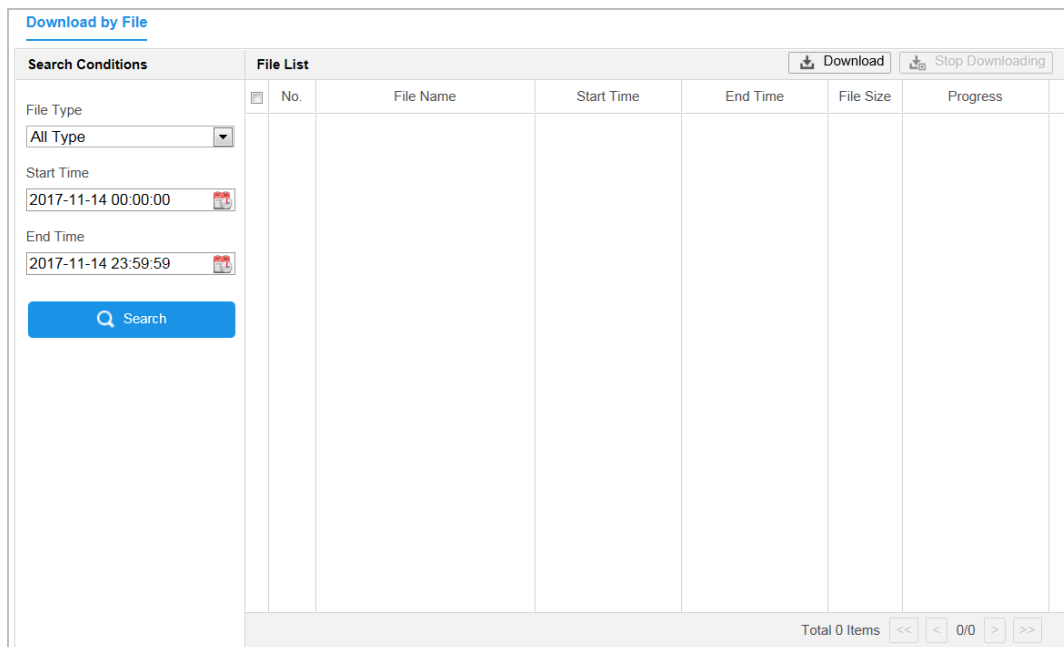 Download by File
Search Conditions
File List
Download
Stop Downloading
No.
File Name
Start Time
End Time
File Size
Progress
File Type
All Type
Start Time
2017-11-14 00:00:00
End Time
2017-11-14 23:59:59
Search
Total 0 Items << < 0/0 > >>